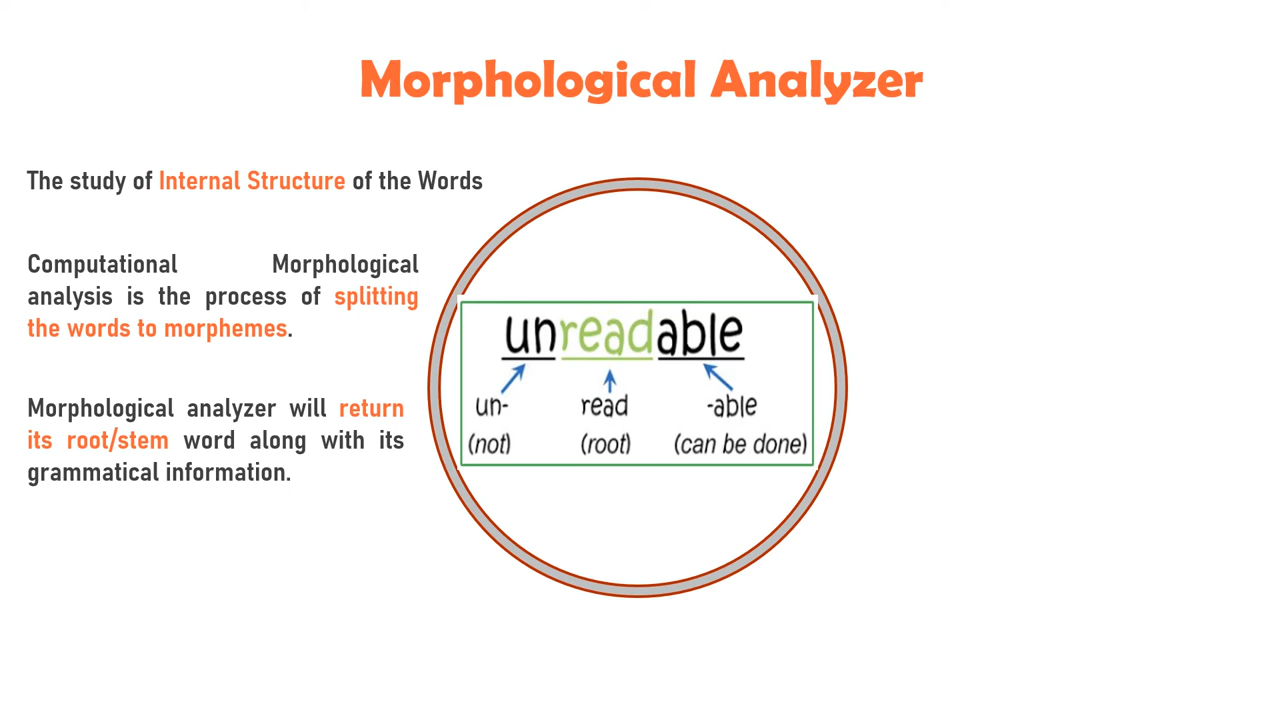 Morphological Analyzer
The study of Internal Structure of the Words
Computational Morphological
analysis is the process of splitting
the words to morphemes.
Morphological analyzer will return
its root/stem word along with its
grammatical information.
unreadable
un- read -able
(not) (root) (can be done)